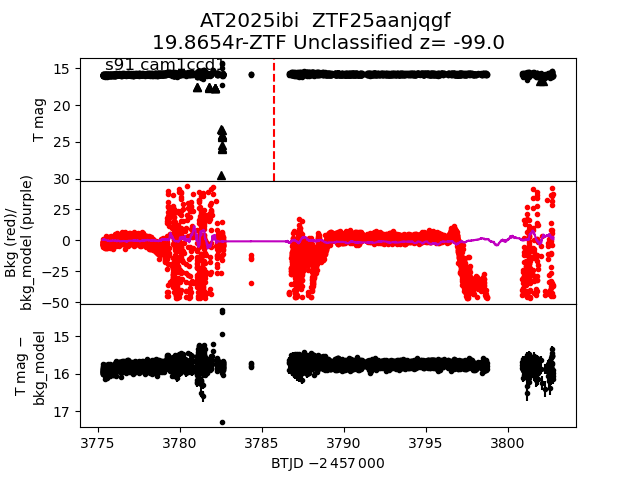 AT2025ibi  ZTF25aanjqgf
19.8654r-ZTF Unclassified z= -99.0
s91 cam1ccd1
T mag
15
20
25
30
Bkg (red)/
bkg_model (purple)
25
0
−25
−50
T mag −
bkg_model
15
16
17
3775
3780
3785
3790
3795
3800
BTJD −2 457 000